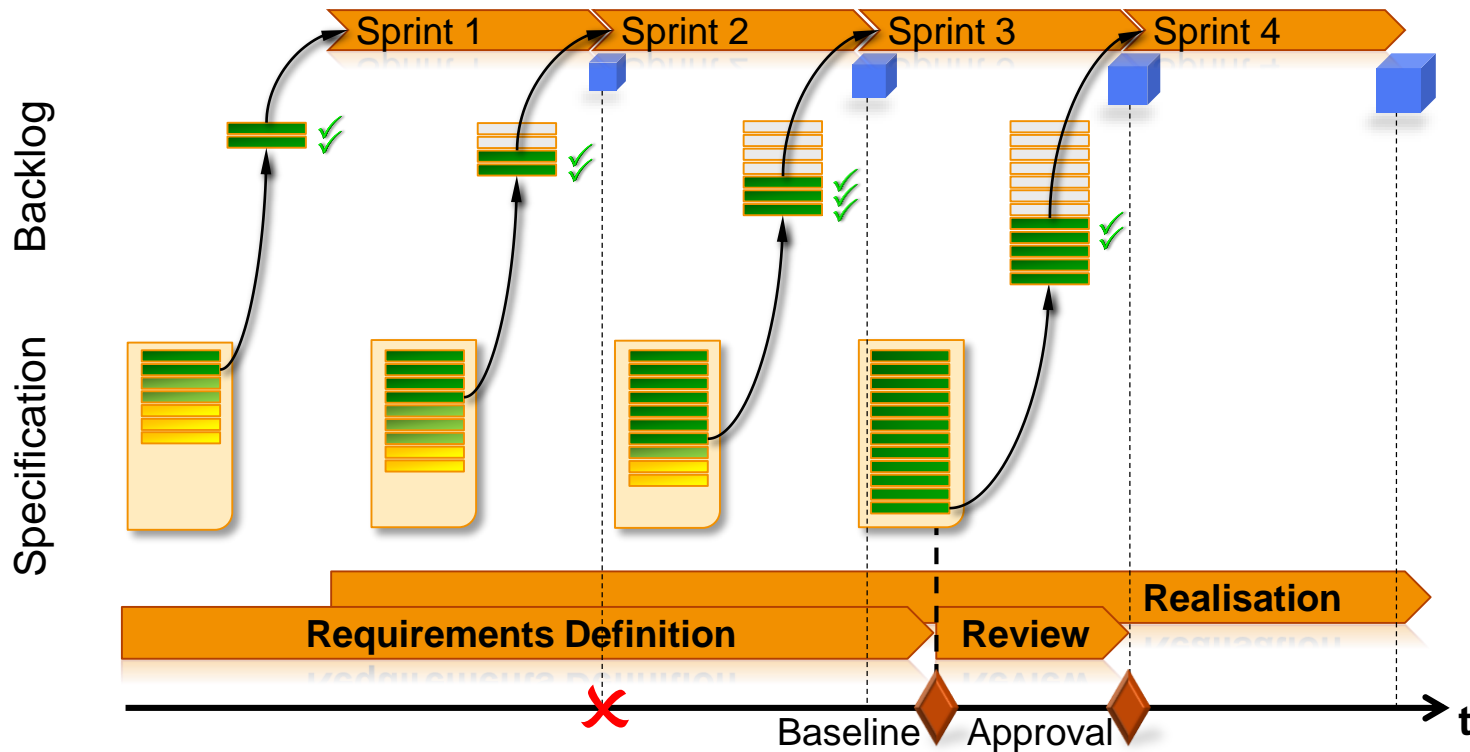 Sprint 1
Sprint 2
Sprint 3
Sprint 4
Backlog
Specification
Realisation
Requirements Definition
Review
Baseline
Approval
t